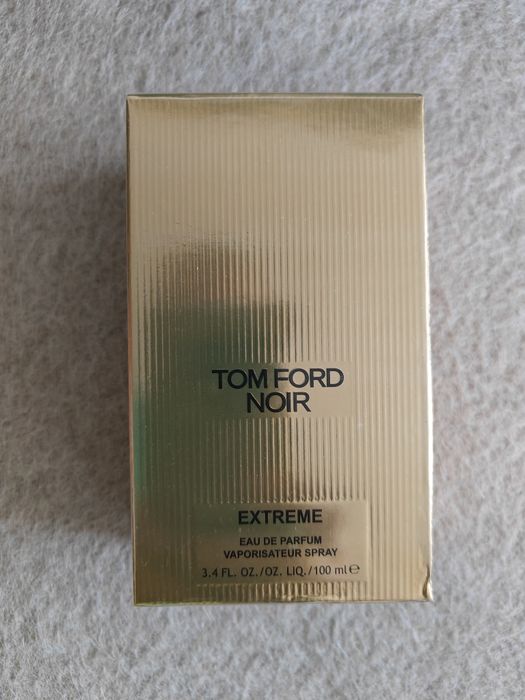 TOM FORD
NOIR
EXTREME
EAU DE PARFUM
VAPORISATEUR SPRAY
3.4 FL. OZ./OZ. LIQ./100 ml ℮